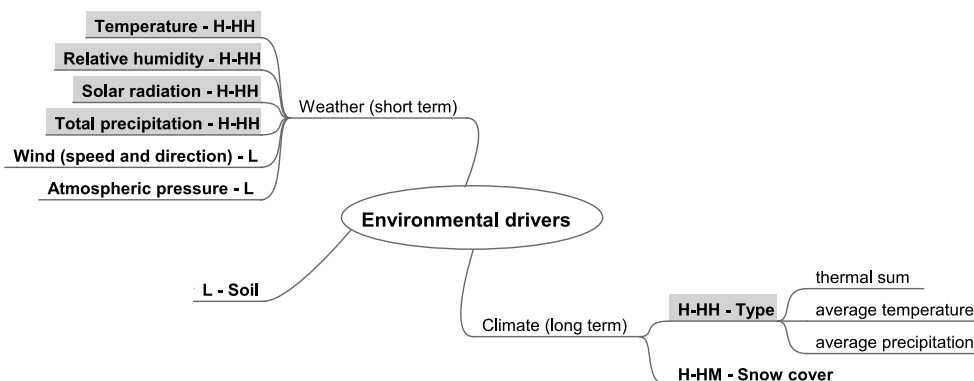 Temperature - H-HH
Relative humidity - H-HH
Solar radiation - H-HH
Total precipitation - H-HH
Wind (speed and direction) - L
Atmospheric pressure - L
Weather (short term)
Environmental drivers
L - Soil
Climate (long term)
H-HH - Type
thermal sum
average temperature
average precipitation
H-HM - Snow cover